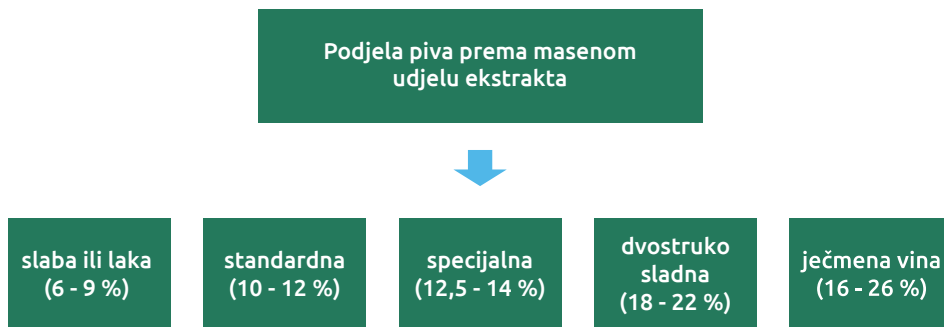 Podjela piva prema masenom
udjelu ekstrakta
slaba ili laka
(6 - 9 %)
standardna
(10 - 12 %)
specijalna
(12,5 - 14 %)
dvostruko
sladna
(18 - 22 %)
ječmena vina
(16 - 26 %)